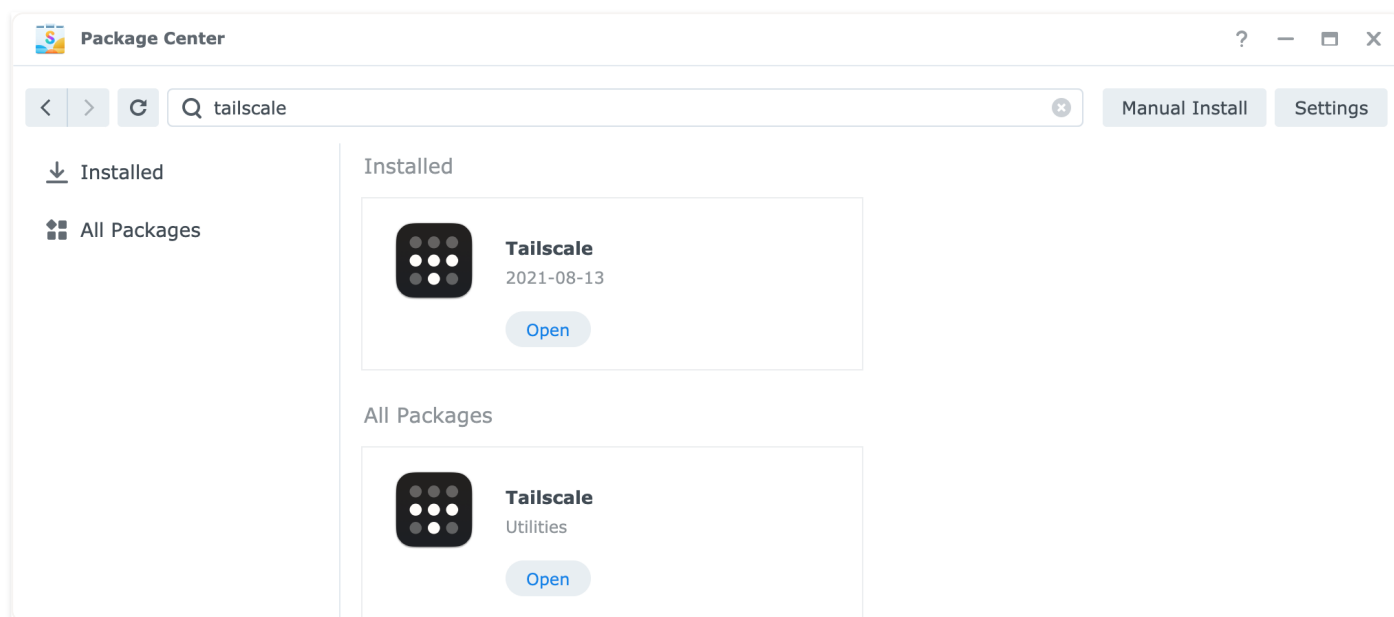 Package Center
tailscale
Manual Install
Settings
Installed
All Packages
Installed
Tailscale
2021-08-13
Open
All Packages
Tailscale
Utilities
Open